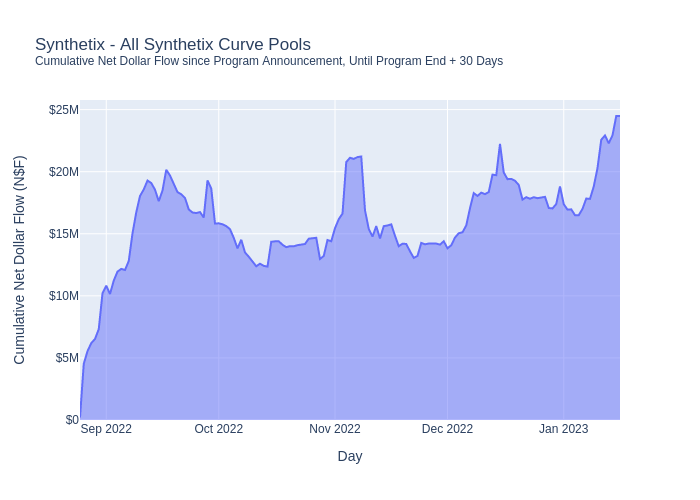 Synthetix - All Synthetix Curve Pools
Cumulative Net Dollar Flow since Program Announcement, Until Program End + 30 Days
Cumulative Net Dollar Flow (N$F)
$25M
$20M
$15M
$10M
$5M
$0
Sep 2022
Oct 2022
Nov 2022
Dec 2022
Jan 2023
Day